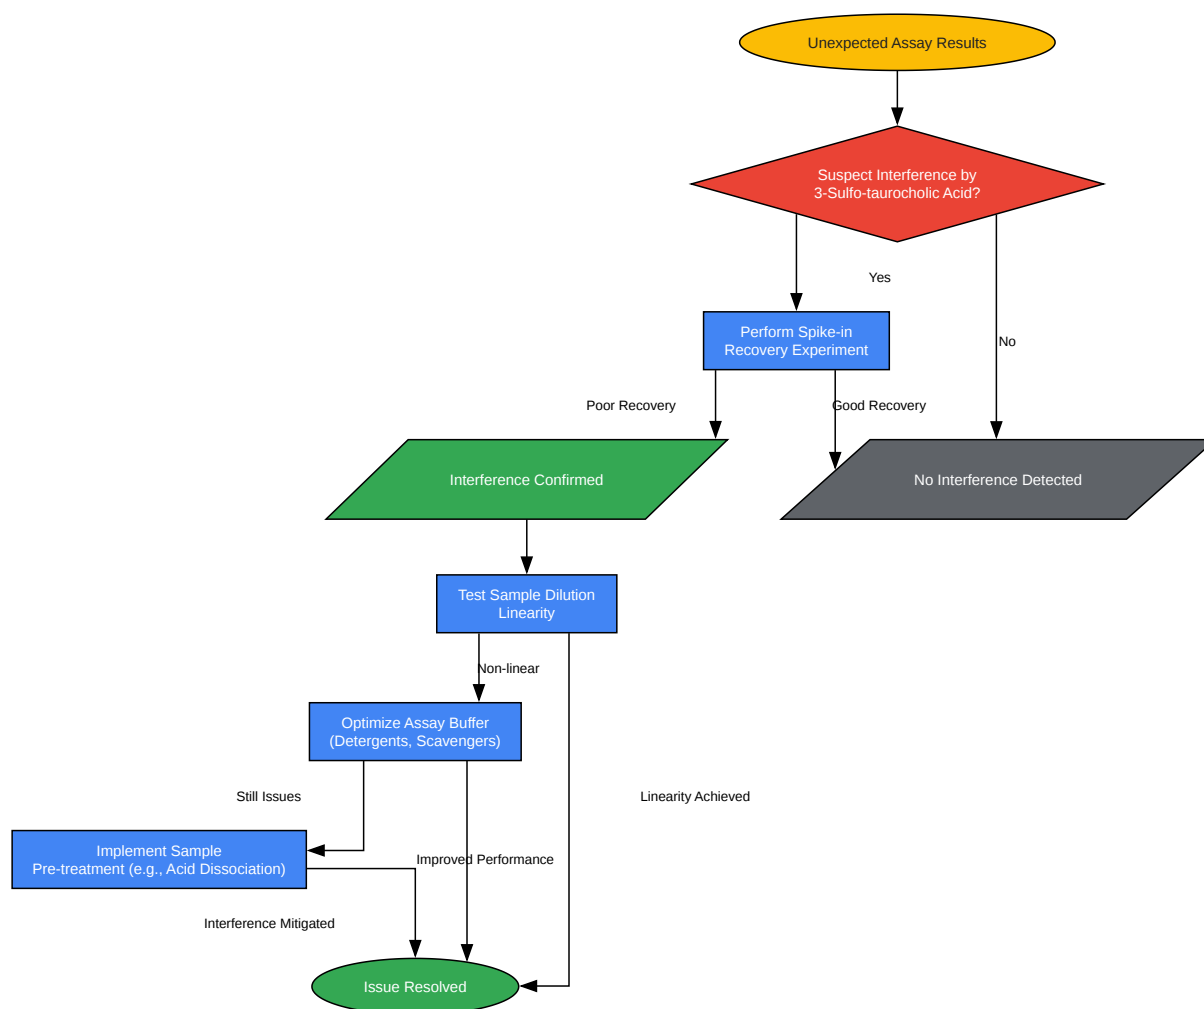 Unexpected Assay Results
Suspect Interference by
3-Sulfo-taurocholic Acid?
Yes
Perform Spike-in
Recovery Experiment
No
Poor Recovery
Good Recovery
Interference Confirmed
No Interference Detected
Test Sample Dilution
Linearity
Non-linear
Optimize Assay Buffer
(Detergents, Scavengers)
Still Issues
Linearity Achieved
Implement Sample
Pre-treatment (e.g., Acid Dissociation)
Improved Performance
Interference Mitigated
Issue Resolved